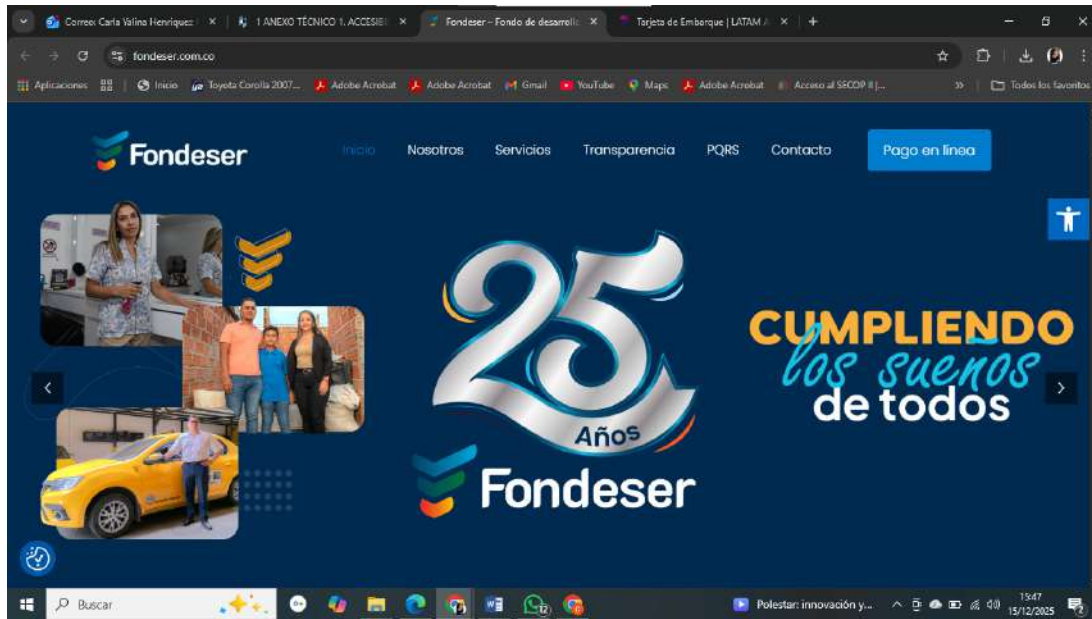 Correo: Carla Valina Henriquez
1 ANEXO TÉCNICO 1. ACCESIBI
Fondeser – Fondo de desarrollo
Tarjeta de Embarque | LATAM A
fondeser.com.co
Aplicaciones
Inicio
Toyota Corolla 2007...
Adobe Acrobat
Adobe Acrobat
Gmail
YouTube
Maps
Adobe Acrobat
Acceso al SECOP II |...
Todos los favoritos
Fondeser
Inicio
Nosotros
Servicios
Transparencia
PQRS
Contacto
Pago en línea
25
Años
Fondeser
CUMPLIENDO
los sueños
de todos
Buscar
Polestar: innovación y...
15:47
15/12/2025